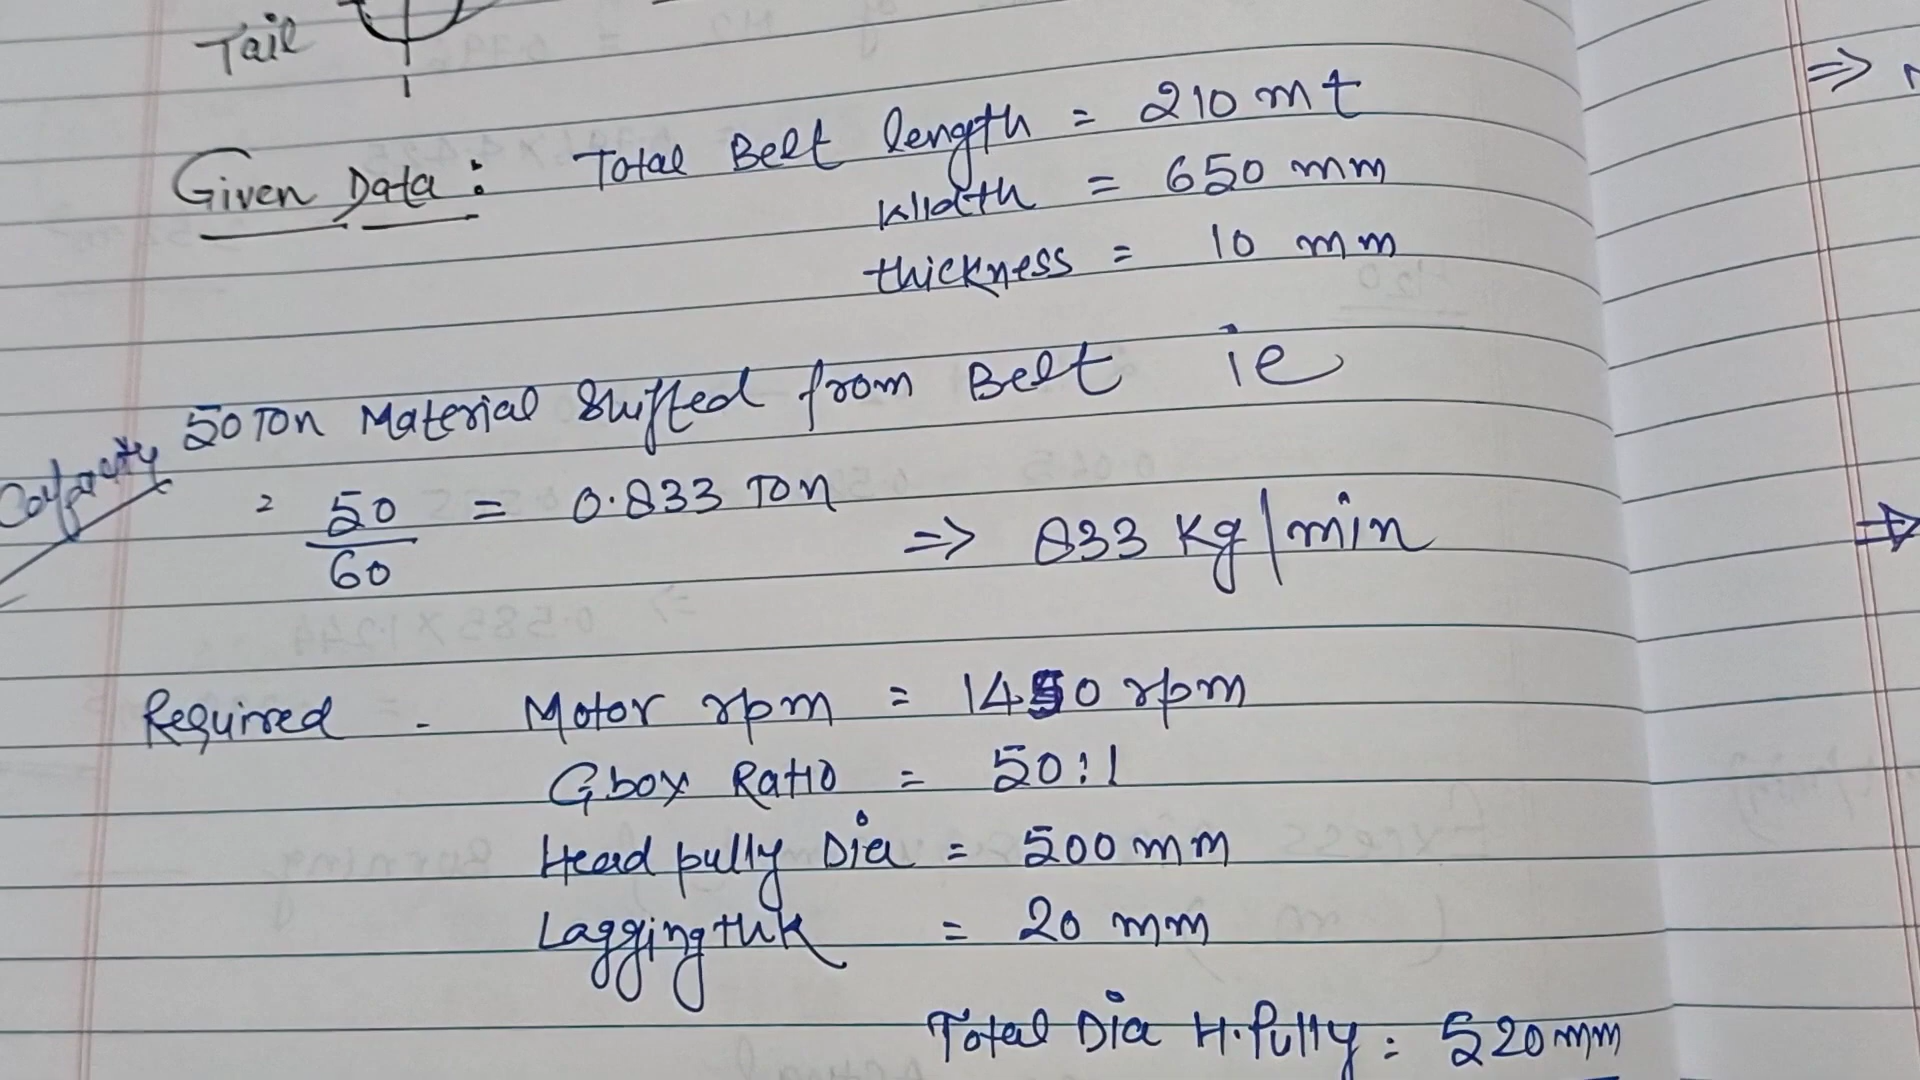 Tail
Given Data : Total Belt length = 210 mt
Width = 650 mm
thickness = 10 mm
50 Ton Material Shifted from Belt ie
Capacity
= 50/60 = 0.833 Ton
=> 833 Kg/min
Required - Motor rpm = 1450 rpm
Gbox Ratio = 50:1
Head pully Dia = 500 mm
Lagging thk = 20 mm
Total Dia H.Pully = 520 mm